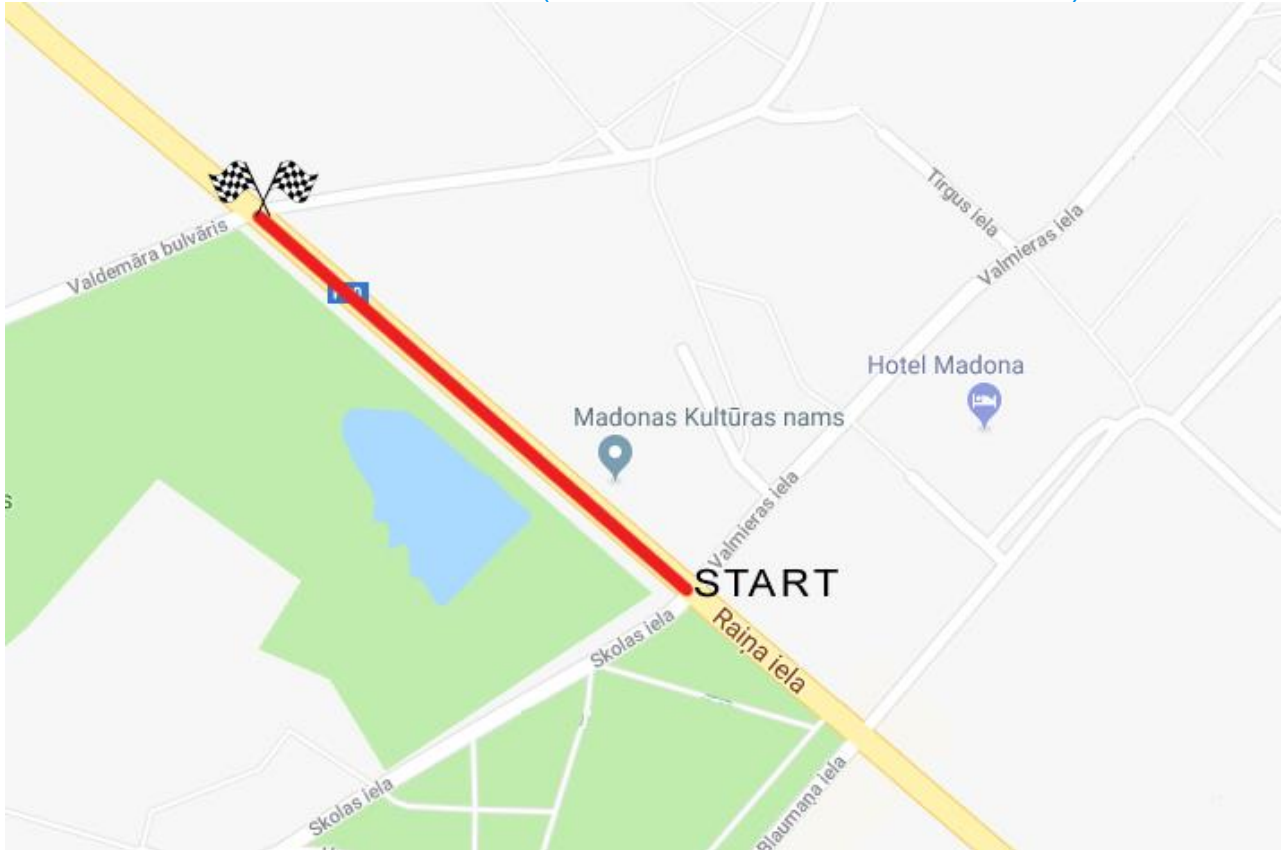 Tirgus iela
Valmieras iela
Valdemāra bulvāris
Hotel Madona
Madonas Kultūras nams
s
Valmieras iela
START
Skolas iela
Raiņa iela
Skolas iela
Blaumaņa iela